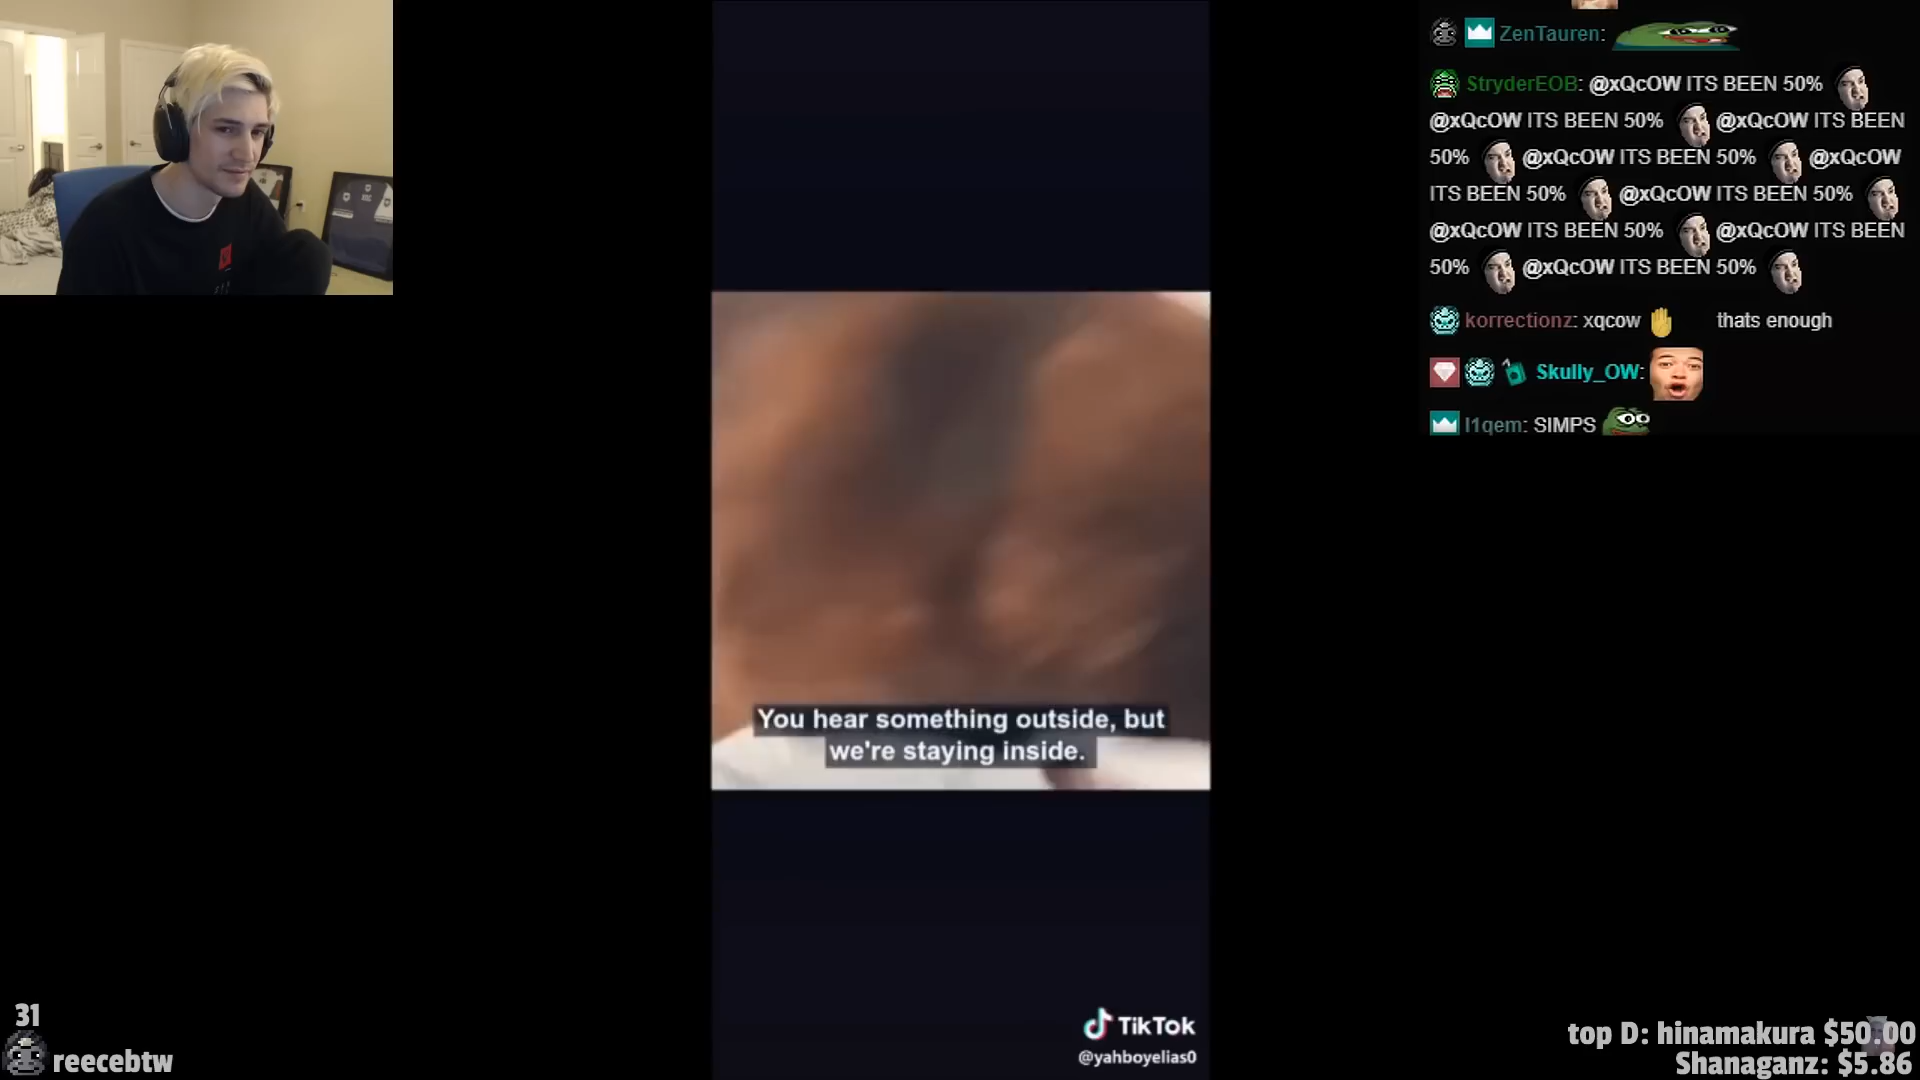 ZenTauren:
StryderEOB: @xQcOW ITS BEEN 50%
@xQcOW ITS BEEN 50% @xQcOW ITS BEEN
50% @xQcOW ITS BEEN 50% @xQcOW
ITS BEEN 50% @xQcOW ITS BEEN 50%
@xQcOW ITS BEEN 50% @xQcOW ITS BEEN
50% @xQcOW ITS BEEN 50%
korrectionz: xqcow ✋ thats enough
Skully_OW:
l1qem: SIMPS
You hear something outside, but
we're staying inside.
TikTok
@yahboyelias0
31
reecebtw
top D: hinamakura $50.00
Shanaganz: $5.86